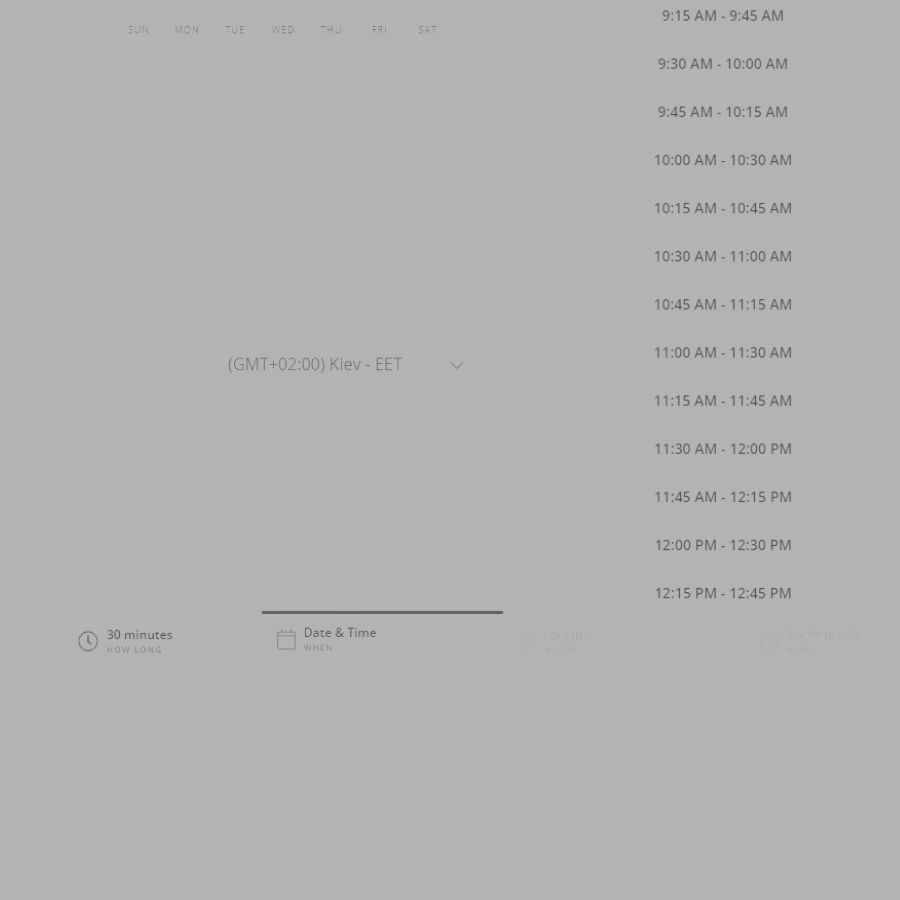 SUN MON TUE WED THU FRI SAT
(GMT+02:00) Kiev - EET
9:15 AM - 9:45 AM
9:30 AM - 10:00 AM
9:45 AM - 10:15 AM
10:00 AM - 10:30 AM
10:15 AM - 10:45 AM
10:30 AM - 11:00 AM
10:45 AM - 11:15 AM
11:00 AM - 11:30 AM
11:15 AM - 11:45 AM
11:30 AM - 12:00 PM
11:45 AM - 12:15 PM
12:00 PM - 12:30 PM
12:15 PM - 12:45 PM
30 minutes
HOW LONG
Date & Time
WHEN
Location
Confirm info